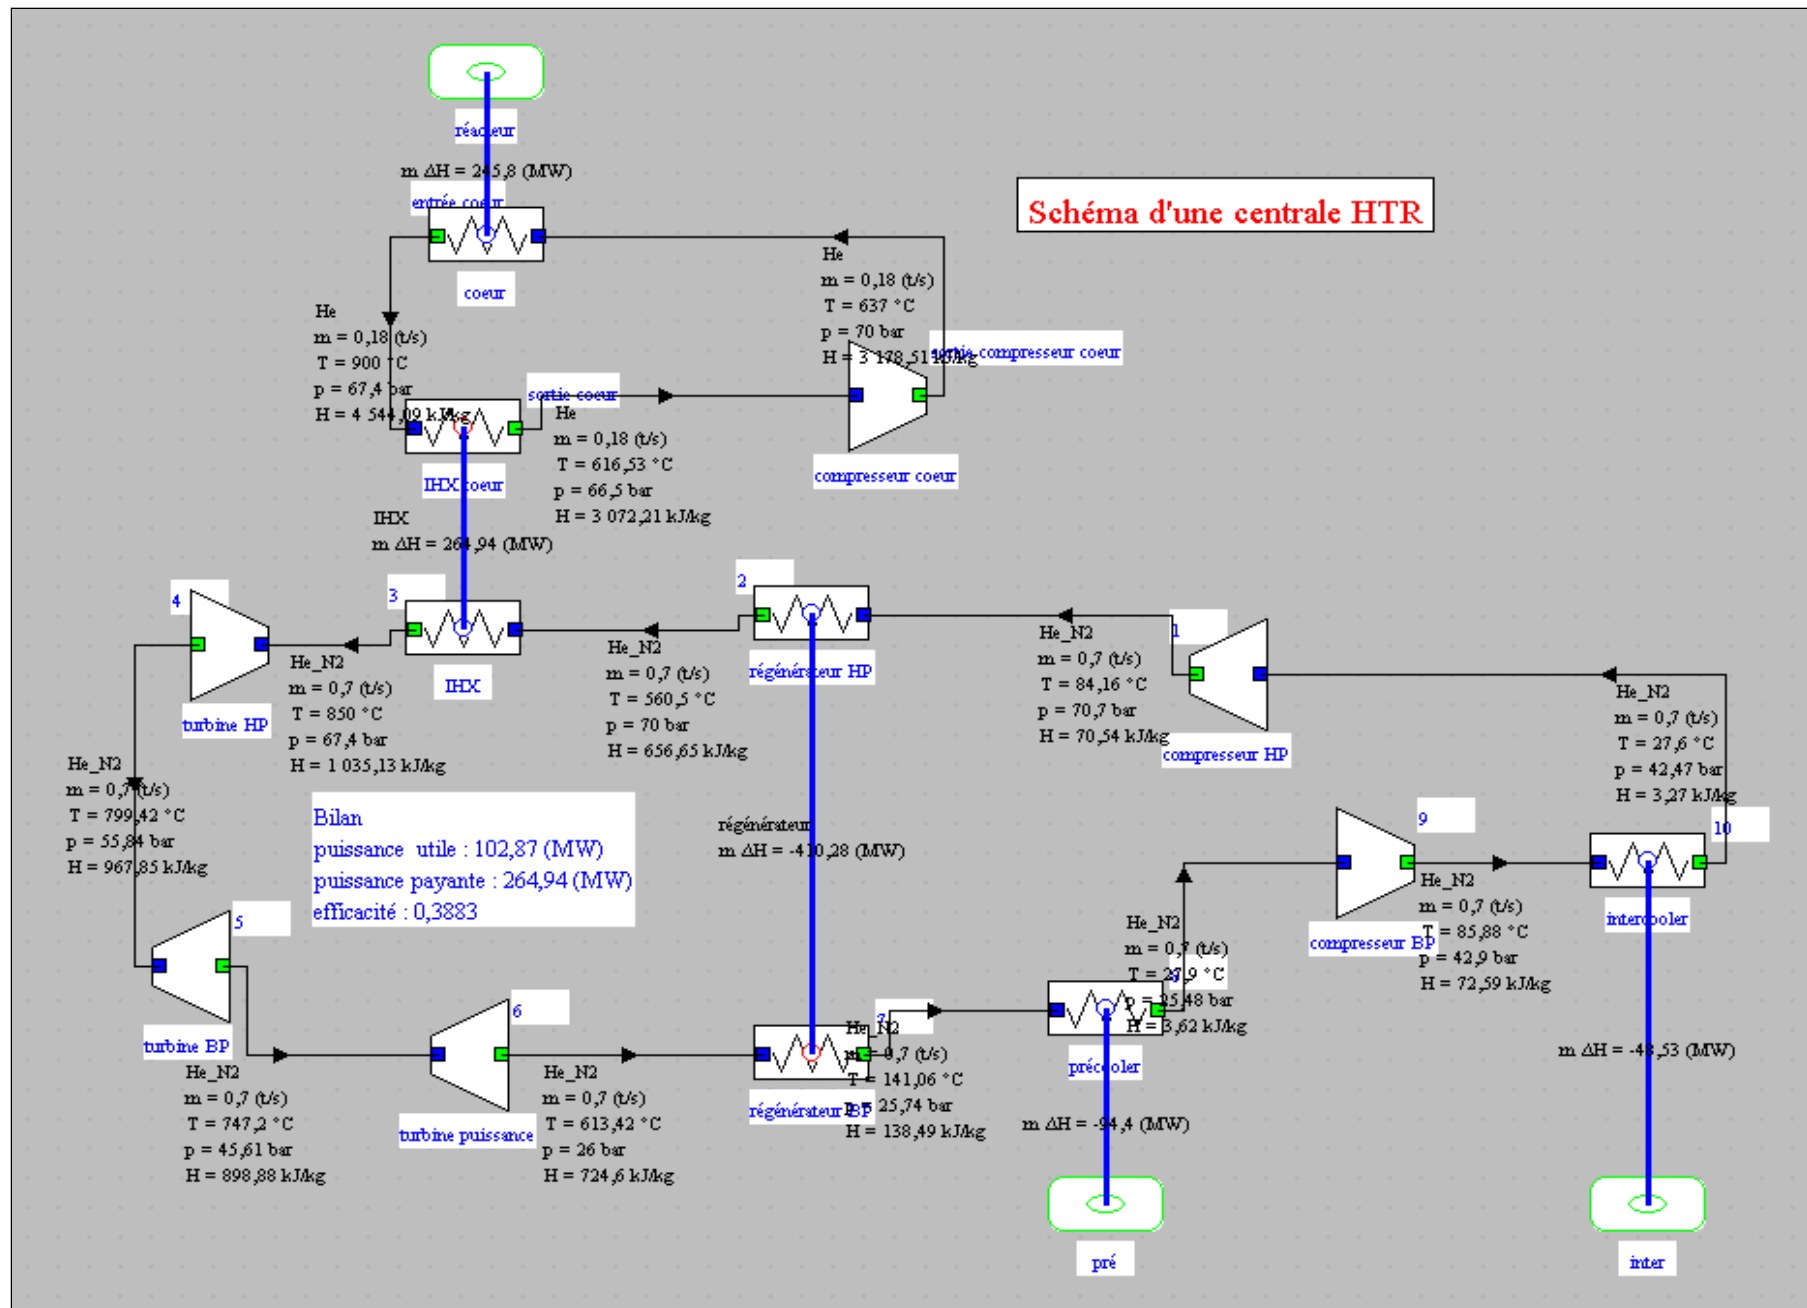 réacteur
m ΔH = 245,8 (MW)
entrée coeur
coeur
Schéma d'une centrale HTR
He
m = 0,18 (t/s)
T = 637 °C
p = 70 bar
H = 3 178,51 kJ/kg
sortie compresseur coeur
compresseur coeur
He
m = 0,18 (t/s)
T = 900 °C
p = 67,4 bar
H = 4 544,09 kJ/kg
sortie coeur
He
m = 0,18 (t/s)
T = 616,53 °C
p = 66,5 bar
H = 3 072,21 kJ/kg
IHX coeur
IHX
m ΔH = 264,94 (MW)
4
turbine HP
He_N2
m = 0,7 (t/s)
T = 850 °C
p = 67,4 bar
H = 1 035,13 kJ/kg
3
IHX
He_N2
m = 0,7 (t/s)
T = 560,5 °C
p = 70 bar
H = 656,65 kJ/kg
2
régénérateur HP
He_N2
m = 0,7 (t/s)
T = 84,16 °C
p = 70,7 bar
H = 70,54 kJ/kg
1
compresseur HP
He_N2
m = 0,7 (t/s)
T = 27,6 °C
p = 42,47 bar
H = 3,27 kJ/kg
He_N2
m = 0,7 (t/s)
T = 799,42 °C
p = 55,84 bar
H = 967,85 kJ/kg
Bilan
puissance utile : 102,87 (MW)
puissance payante : 264,94 (MW)
efficacité : 0,3883
régénérateur
m ΔH = -410,28 (MW)
9
compresseur BP
He_N2
m = 0,7 (t/s)
T = 85,88 °C
p = 42,9 bar
H = 72,59 kJ/kg
10
intercooler
5
turbine BP
He_N2
m = 0,7 (t/s)
T = 747,2 °C
p = 45,61 bar
H = 898,88 kJ/kg
6
turbine puissance
He_N2
m = 0,7 (t/s)
T = 613,42 °C
p = 26 bar
H = 724,6 kJ/kg
7
régénérateur BP
He_N2
m = 0,7 (t/s)
T = 141,06 °C
p = 25,74 bar
H = 138,49 kJ/kg
He_N2
m = 0,7 (t/s)
T = 27,9 °C
p = 25,48 bar
H = 3,62 kJ/kg
8
précooler
m ΔH = -94,4 (MW)
m ΔH = -48,53 (MW)
pré
inter